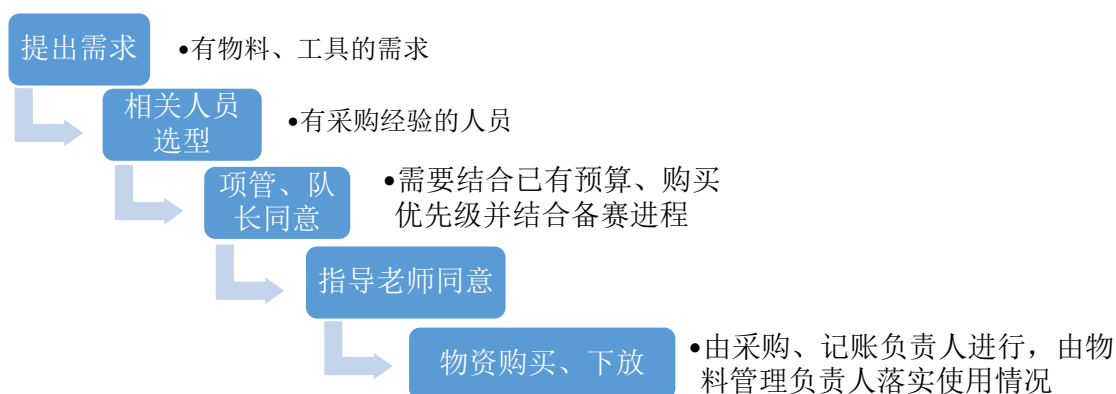 提出需求
•有物料、工具的需求
相关人员
选型
•有采购经验的人员
项管、队
长同意
•需要结合已有预算、购买
优先级并结合备赛进程
指导老师同意
物资购买、下放
•由采购、记账负责人进行，由物
料管理负责人落实使用情况